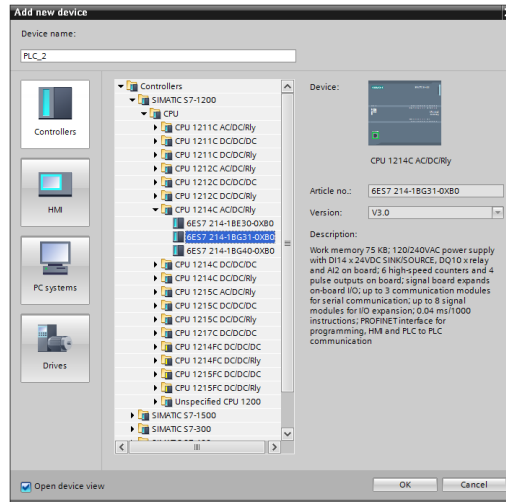 Add new device
Device name:
PLC_2
Controllers
HMI
PC systems
Drives
Controllers
SIMATIC S7-1200
CPU
CPU 1211C AC/DC/Rly
CPU 1211C DC/DC/DC
CPU 1211C DC/DC/Rly
CPU 1212C AC/DC/Rly
CPU 1212C DC/DC/DC
CPU 1212C DC/DC/Rly
CPU 1214C AC/DC/Rly
6ES7 214-1BE30-0XB0
6ES7 214-1BG31-0XB0
6ES7 214-1BG40-0XB0
CPU 1214C DC/DC/DC
CPU 1214C DC/DC/Rly
CPU 1215C AC/DC/Rly
CPU 1215C DC/DC/DC
CPU 1215C DC/DC/Rly
CPU 1217C DC/DC/DC
CPU 1214FC DC/DC/DC
CPU 1214FC DC/DC/Rly
CPU 1215FC DC/DC/DC
CPU 1215FC DC/DC/Rly
Unspecified CPU 1200
SIMATIC S7-1500
SIMATIC S7-300
Device:
CPU 1214C AC/DC/Rly
Article no.: 6ES7 214-1BG31-0XB0
Version: V3.0
Description:
Work memory 75 KB; 120/240VAC power supply
with DI14 x 24VDC SINK/SOURCE, DQ10 x relay
and AI2 on board; 6 high-speed counters and 4
pulse outputs on board; signal board expands
on-board I/O; up to 3 communication modules
for serial communication; up to 8 signal
modules for I/O expansion; 0.04 ms/1000
instructions; PROFINET interface for
programming, HMI and PLC to PLC
communication
Open device view
OK
Cancel